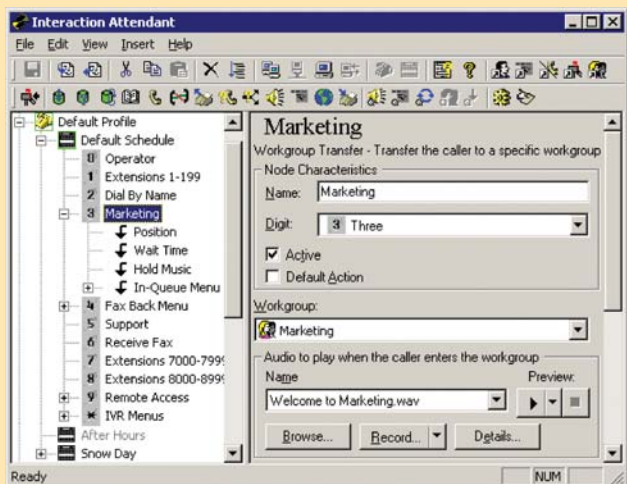 Interaction Attendant
File Edit View Insert Help
Default Profile
Default Schedule
0 Operator
1 Extensions 1-199
2 Dial By Name
3 Marketing
Position
Wait Time
Hold Music
In-Queue Menu
4 Fax Back Menu
5 Support
6 Receive Fax
7 Extensions 7000-7999
8 Extensions 8000-8999
9 Remote Access
* IVR Menus
After Hours
Snow Day
Marketing
Workgroup Transfer - Transfer the caller to a specific workgroup
Node Characteristics
Name: Marketing
Digit: 3 Three
Active
Default Action
Workgroup:
Marketing
Audio to play when the caller enters the workgroup
Name Preview:
Welcome to Marketing.wav
Browse... Record... Details...
Ready NUM